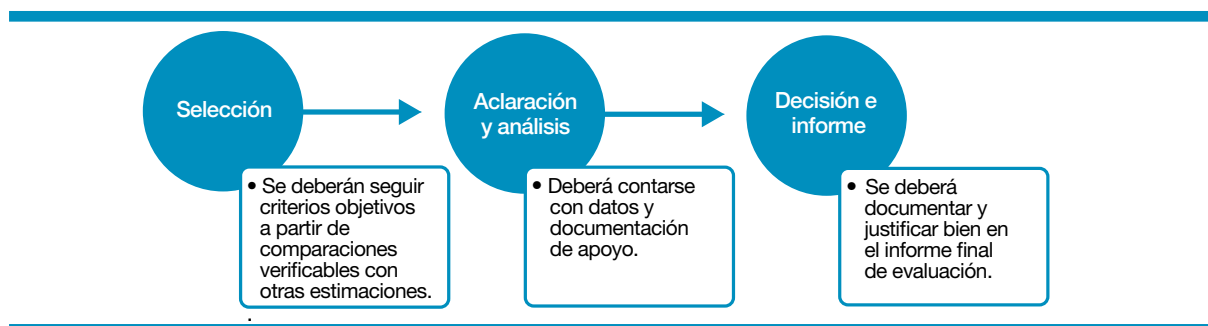 Selección
• Se deberán seguir
criterios objetivos
a partir de
comparaciones
verificables con
otras estimaciones.
.
Aclaración
y análisis
• Deberá contarse
con datos y
documentación
de apoyo.
Decisión e
informe
• Se deberá
documentar y
justificar bien en
el informe final
de evaluación.